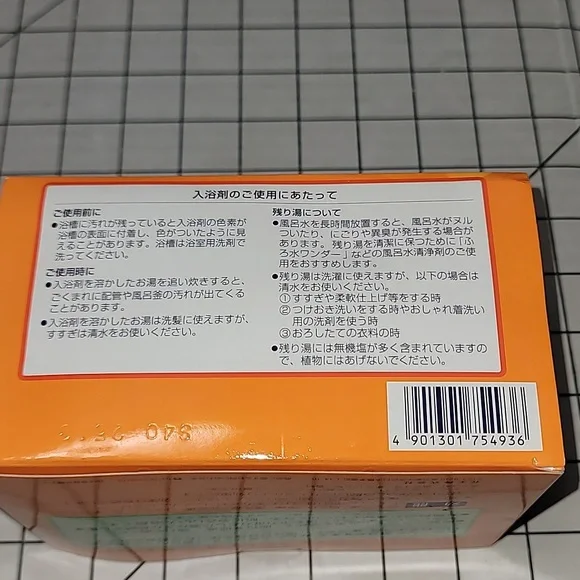 入浴剤のご使用にあたって
ご使用前に
●浴槽に汚れが残っていると入浴剤の色素が
浴槽の表面に付着し、色がついたように見
えることがあります。浴槽は浴室用洗剤で
洗ってください。
ご使用時に
●入浴剤を溶かしたお湯を追い炊きすると、
ごくまれに配管や風呂釜の汚れが出てくる
ことがあります。
●入浴剤を溶かしたお湯は洗髪に使えますが、
すすぎは清水をお使いください。
残り湯について
●風呂水を長時間放置すると、風呂水がヌル
ついたり、にごりや異臭が発生する場合が
あります。残り湯を清潔に保つために「ふ
ろ水ワンダー」などの風呂水清浄剤のご使
用をおすすめします。
●残り湯は洗濯に使えますが、以下の場合は
清水をお使いください。
①すすぎや柔軟仕上げ等をする時
②つけおき洗いをする時やおしゃれ着洗い
用の洗剤を使う時
③おろしたての衣料の時
●残り湯には無機塩が多く含まれていますの
で、植物にはあげないでください。
4 901301 754936